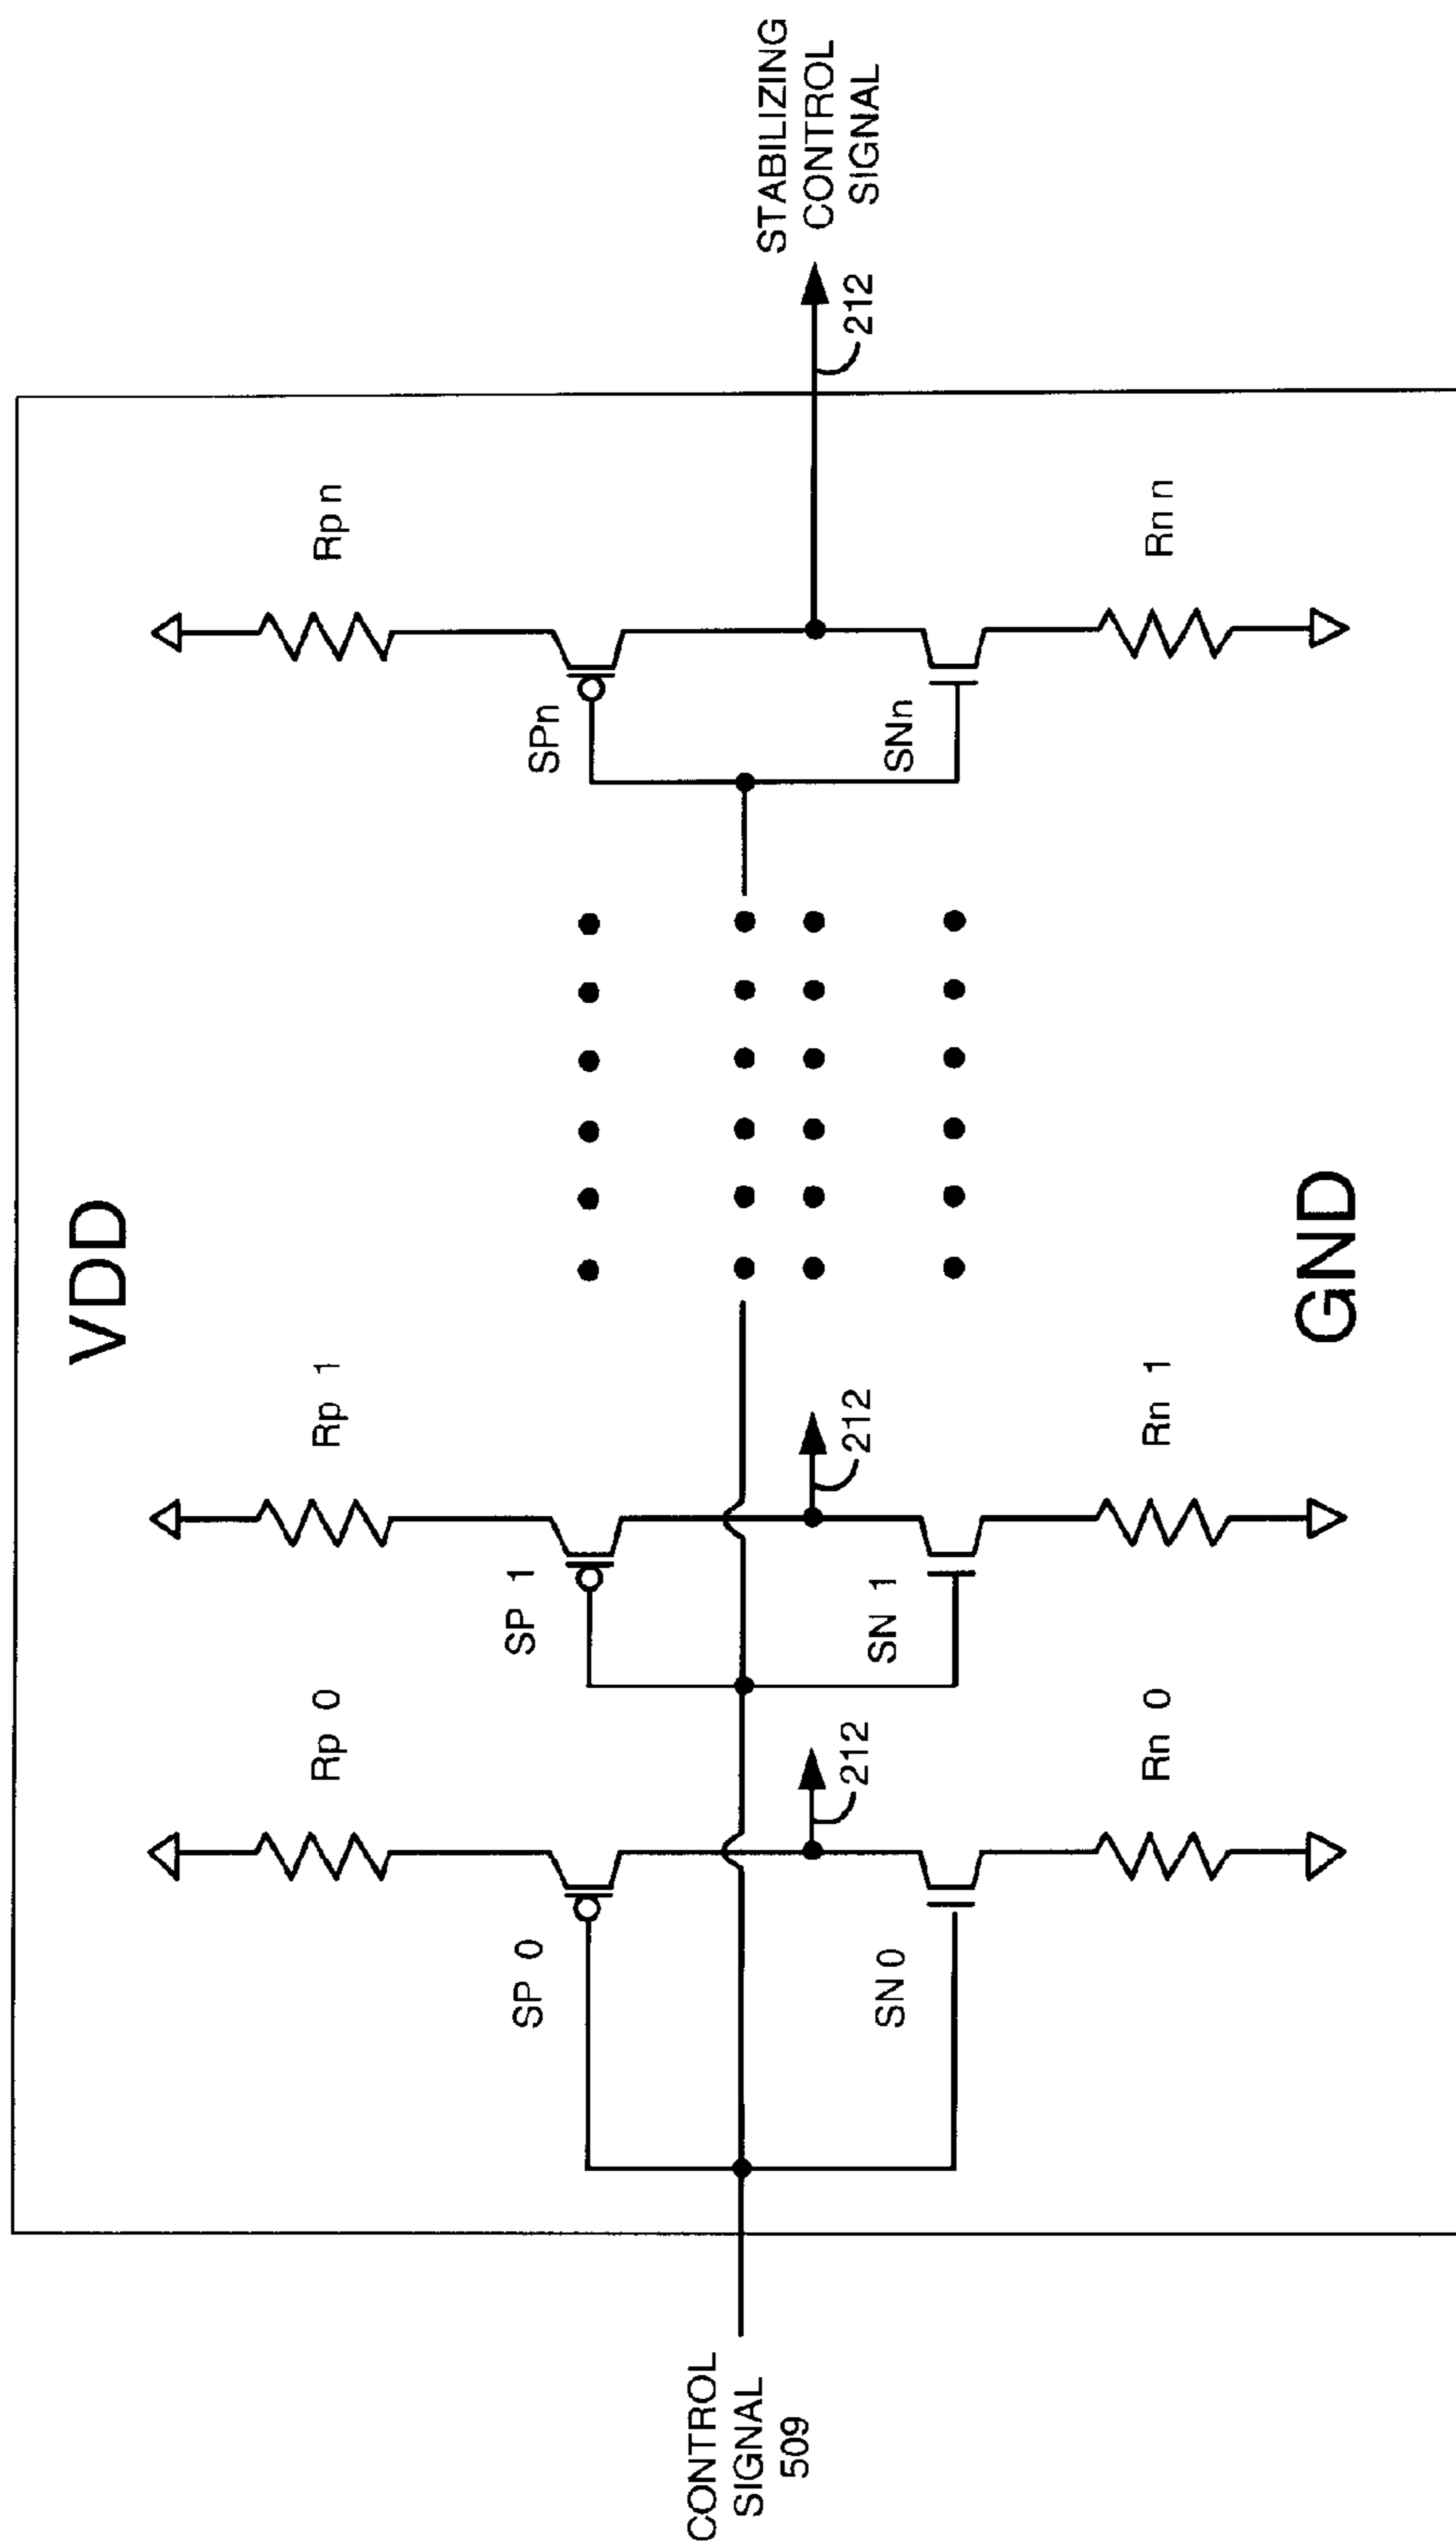 VDD
Rp 0
Rp 1
Rp n
SP 0
SP 1
SPn
CONTROL
SIGNAL
509
212
212
212
STABILIZING
CONTROL
SIGNAL
SN 0
SN 1
SNn
Rn 0
Rn 1
Rn n
GND